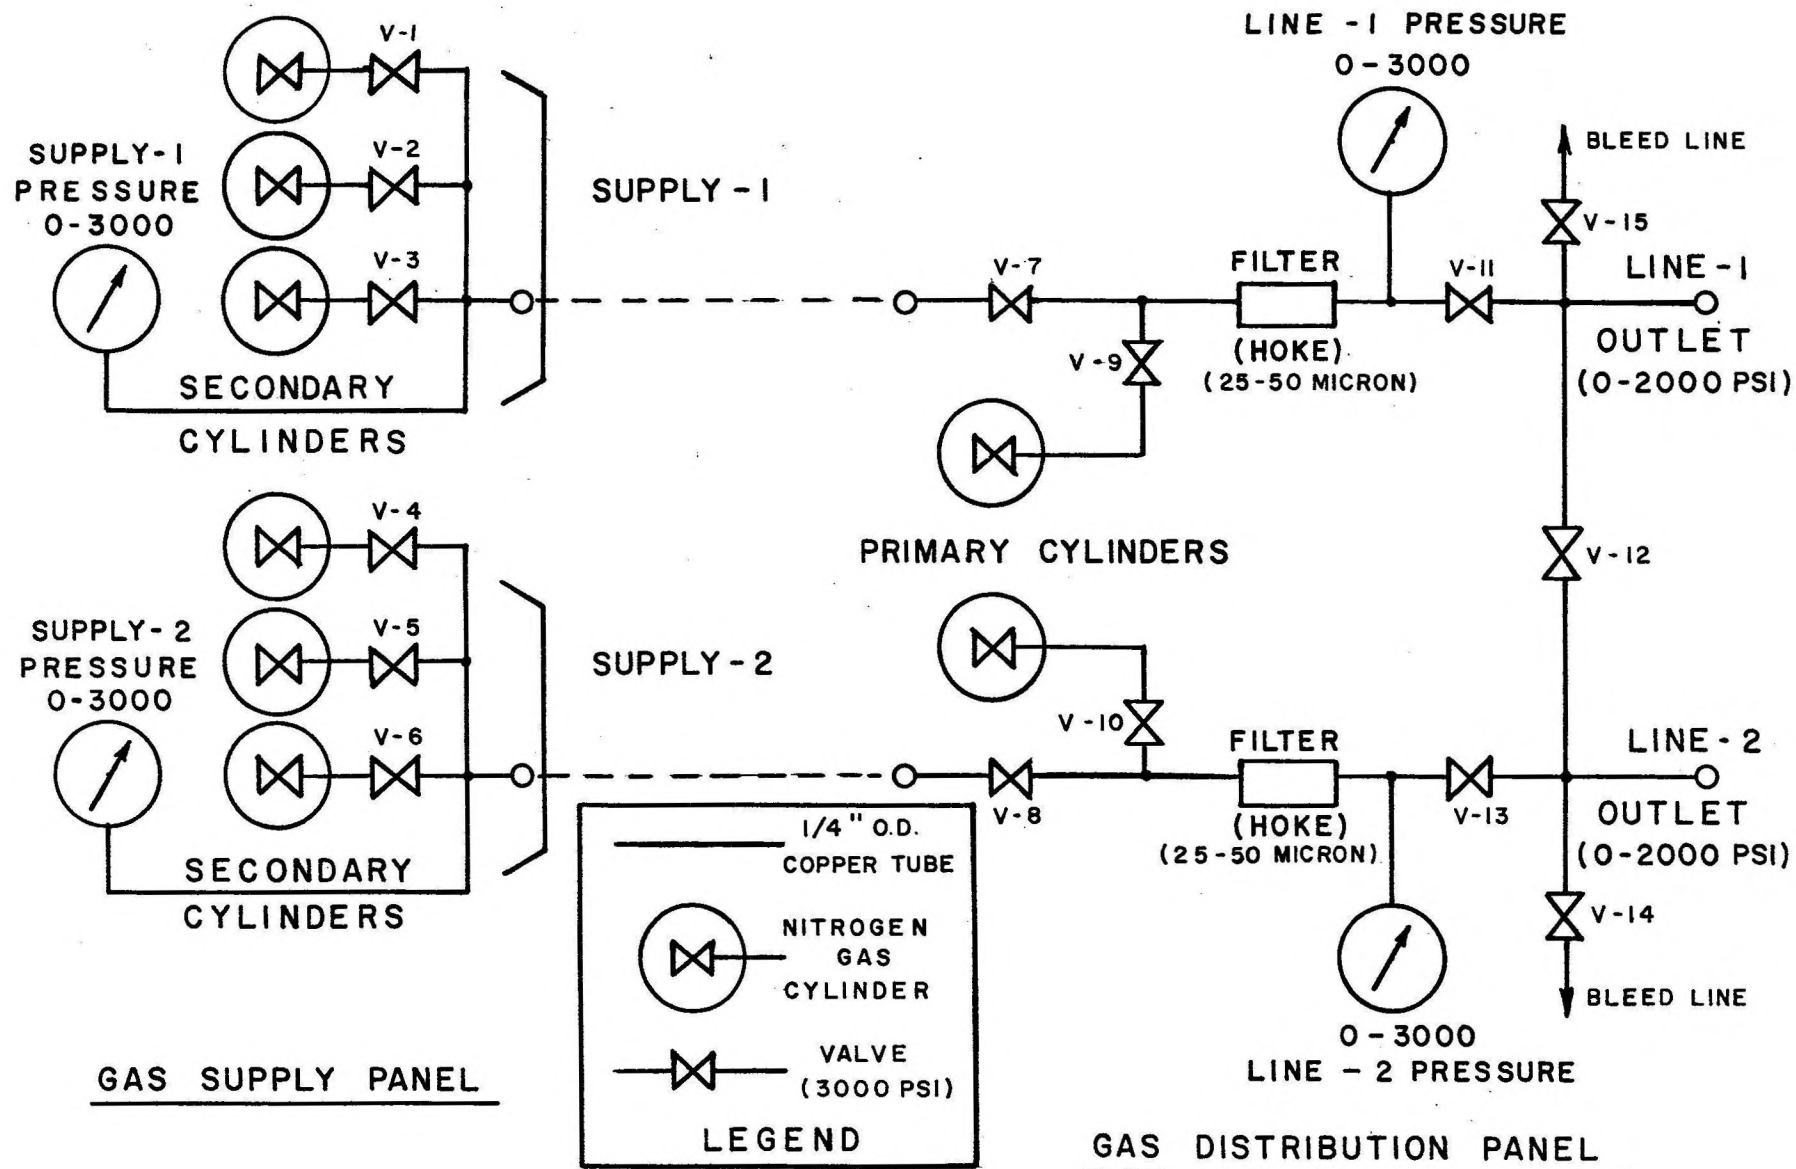 V-1
V-2
V-3
SUPPLY-1
PRESSURE
0-3000
SECONDARY
CYLINDERS
SUPPLY-1
V-4
V-5
V-6
SUPPLY-2
PRESSURE
0-3000
SECONDARY
CYLINDERS
SUPPLY-2
GAS SUPPLY PANEL
1/4" O.D.
COPPER TUBE
NITROGEN
GAS
CYLINDER
VALVE
(3000 PSI)
LEGEND
LINE -1 PRESSURE
0-3000
BLEED LINE
V-15
V-7
FILTER
V-11
LINE-1
V-9
(HOKE)
(25-50 MICRON)
OUTLET
(0-2000 PSI)
PRIMARY CYLINDERS
V-12
V-10
FILTER
LINE-2
V-8
(HOKE)
(25-50 MICRON)
V-13
OUTLET
(0-2000 PSI)
V-14
BLEED LINE
0-3000
LINE -2 PRESSURE
GAS DISTRIBUTION PANEL